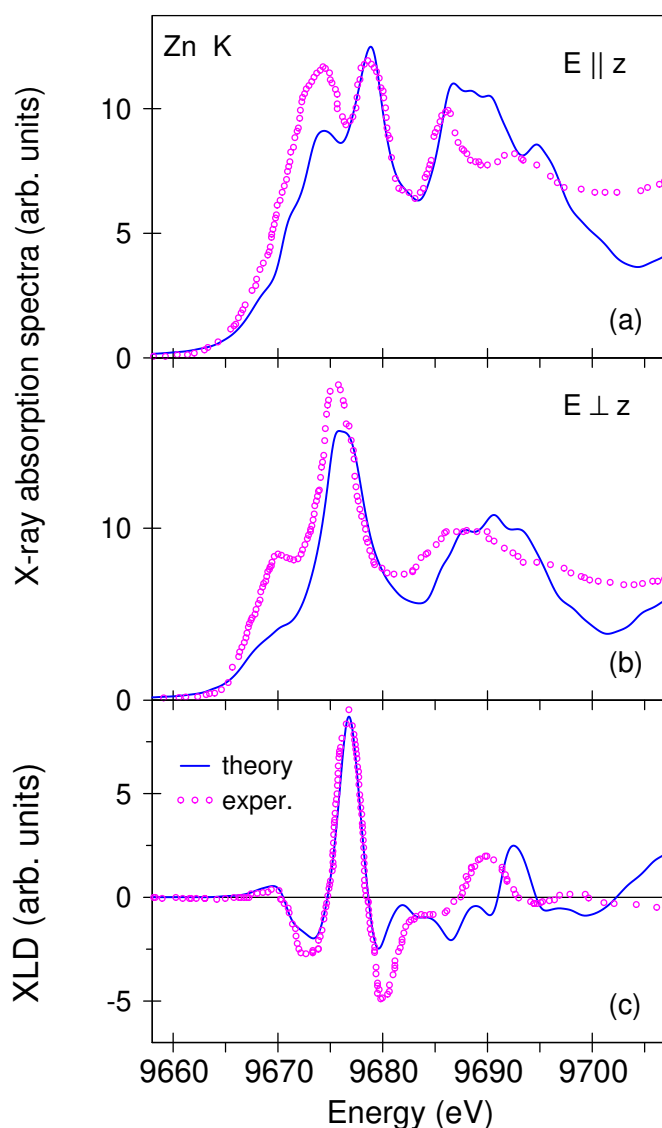 Zn K
E || z
10
5
0
(a)
X-ray absorption spectra (arb. units)
E ⊥ z
10
0
(b)
theory
exper.
5
0
-5
XLD (arb. units)
(c)
9660 9670 9680 9690 9700
Energy (eV)